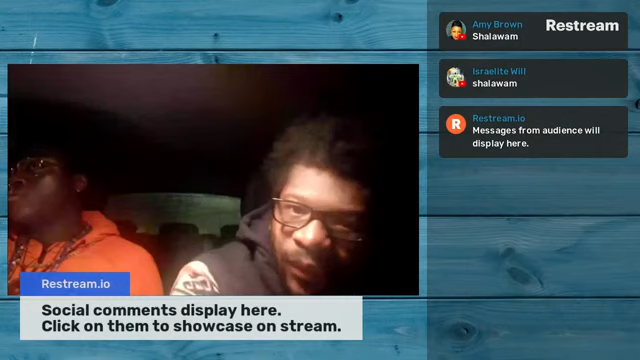 Amy Brown
Shalawam
Restream
Israelite Will
shalawam
R
Restream.io
Messages from audience will
display here.
Restream.io
Social comments display here.
Click on them to showcase on stream.